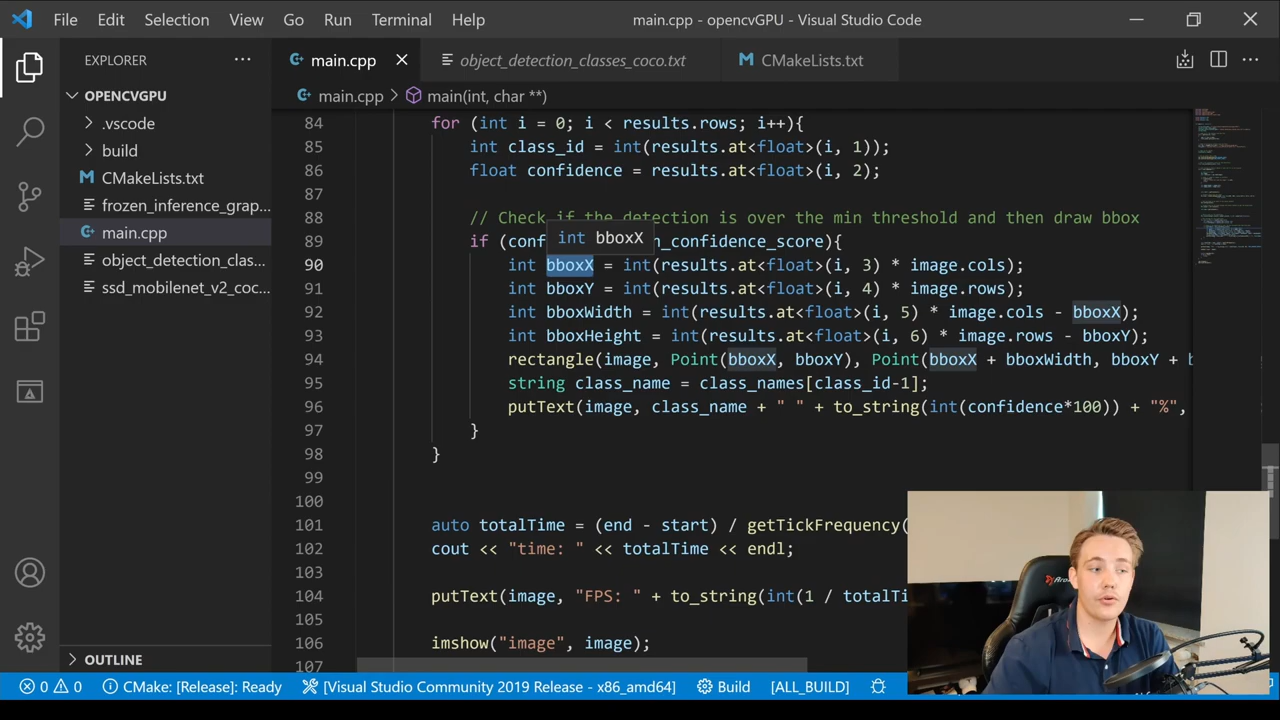 File Edit Selection View Go Run Terminal Help
main.cpp - opencvGPU - Visual Studio Code
EXPLORER
main.cpp
object_detection_classes_coco.txt
CMakeLists.txt
OPENCVGPU
.vscode
build
CMakeLists.txt
frozen_inference_grap...
main.cpp
object_detection_clas...
ssd_mobilenet_v2_coc...
OUTLINE
main.cpp > main(int, char **)
84 for (int i = 0; i < results.rows; i++){
85 int class_id = int(results.at<float>(i, 1));
86 float confidence = results.at<float>(i, 2);
87
88 // Check if the detection is over the min threshold and then draw bbox
int bboxX
89 if (conf n_confidence_score){
90 int bboxX = int(results.at<float>(i, 3) * image.cols);
91 int bboxY = int(results.at<float>(i, 4) * image.rows);
92 int bboxWidth = int(results.at<float>(i, 5) * image.cols - bboxX);
93 int bboxHeight = int(results.at<float>(i, 6) * image.rows - bboxY);
94 rectangle(image, Point(bboxX, bboxY), Point(bboxX + bboxWidth, bboxY + b
95 string class_name = class_names[class_id-1];
96 putText(image, class_name + " " + to_string(int(confidence*100)) + "%",
97 }
98 }
99
100
101 auto totalTime = (end - start) / getTickFrequency(
102 cout << "time: " << totalTime << endl;
103
104 putText(image, "FPS: " + to_string(int(1 / totalTi
105
106 imshow("image", image);
107
0 0 CMake: [Release]: Ready [Visual Studio Community 2019 Release - x86_amd64] Build [ALL_BUILD]